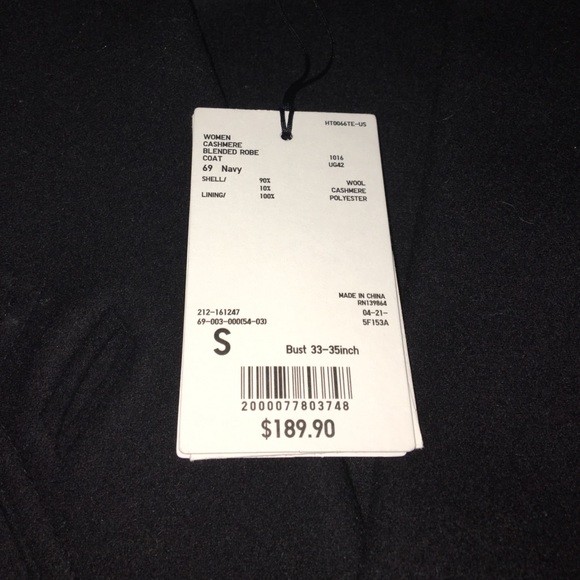 HT0066TE-US
WOMEN
CASHMERE
BLENDED ROBE
COAT 1016
69 Navy UG42
SHELL/ 90% WOOL
10% CASHMERE
LINING/ 100% POLYESTER
MADE IN CHINA
RN139864
212-161247 04-21-
69-003-000(54-03) 5F153A
S Bust 33-35inch
2000077803748
$189.90